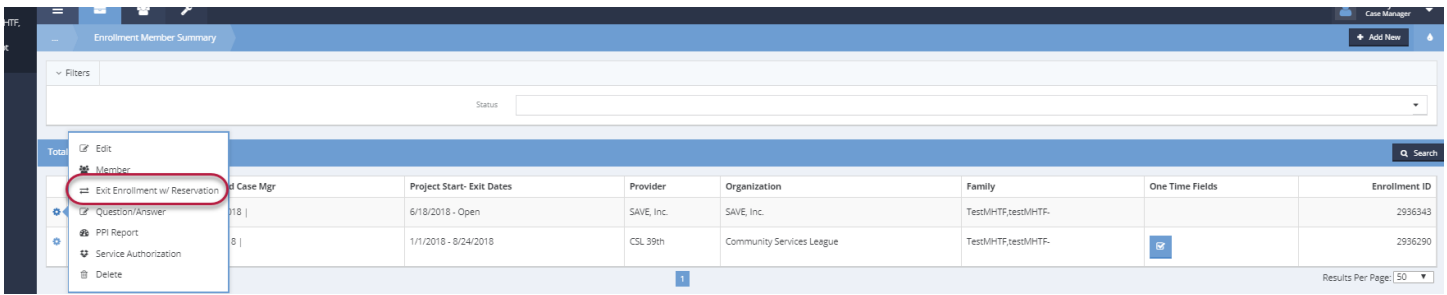 HTF,
Case Manager
Enrollment Member Summary
+ Add New
Filters
Status
Total
Search
Edit
Member
Exit Enrollment w/ Reservation
Question/Answer
PPI Report
Service Authorization
Delete
d Case Mgr Project Start- Exit Dates Provider Organization Family One Time Fields Enrollment ID
018 | 6/18/2018 - Open SAVE, Inc. SAVE, Inc. TestMHTF,testMHTF- 2936343
8 | 1/1/2018 - 8/24/2018 CSL 39th Community Services League TestMHTF,testMHTF- 2936290
1
Results Per Page: 50